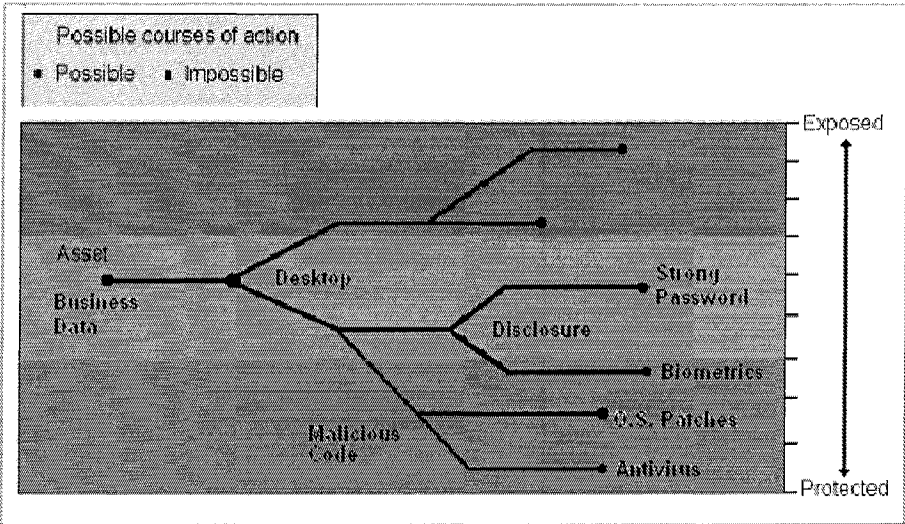 Possible courses of action
Possible Impossible
Exposed
Asset
Business
Data
Desktop
Strong
Password
Disclosure
Biometrics
O.S. Patches
Malicious
Code
Antivirus
Protected